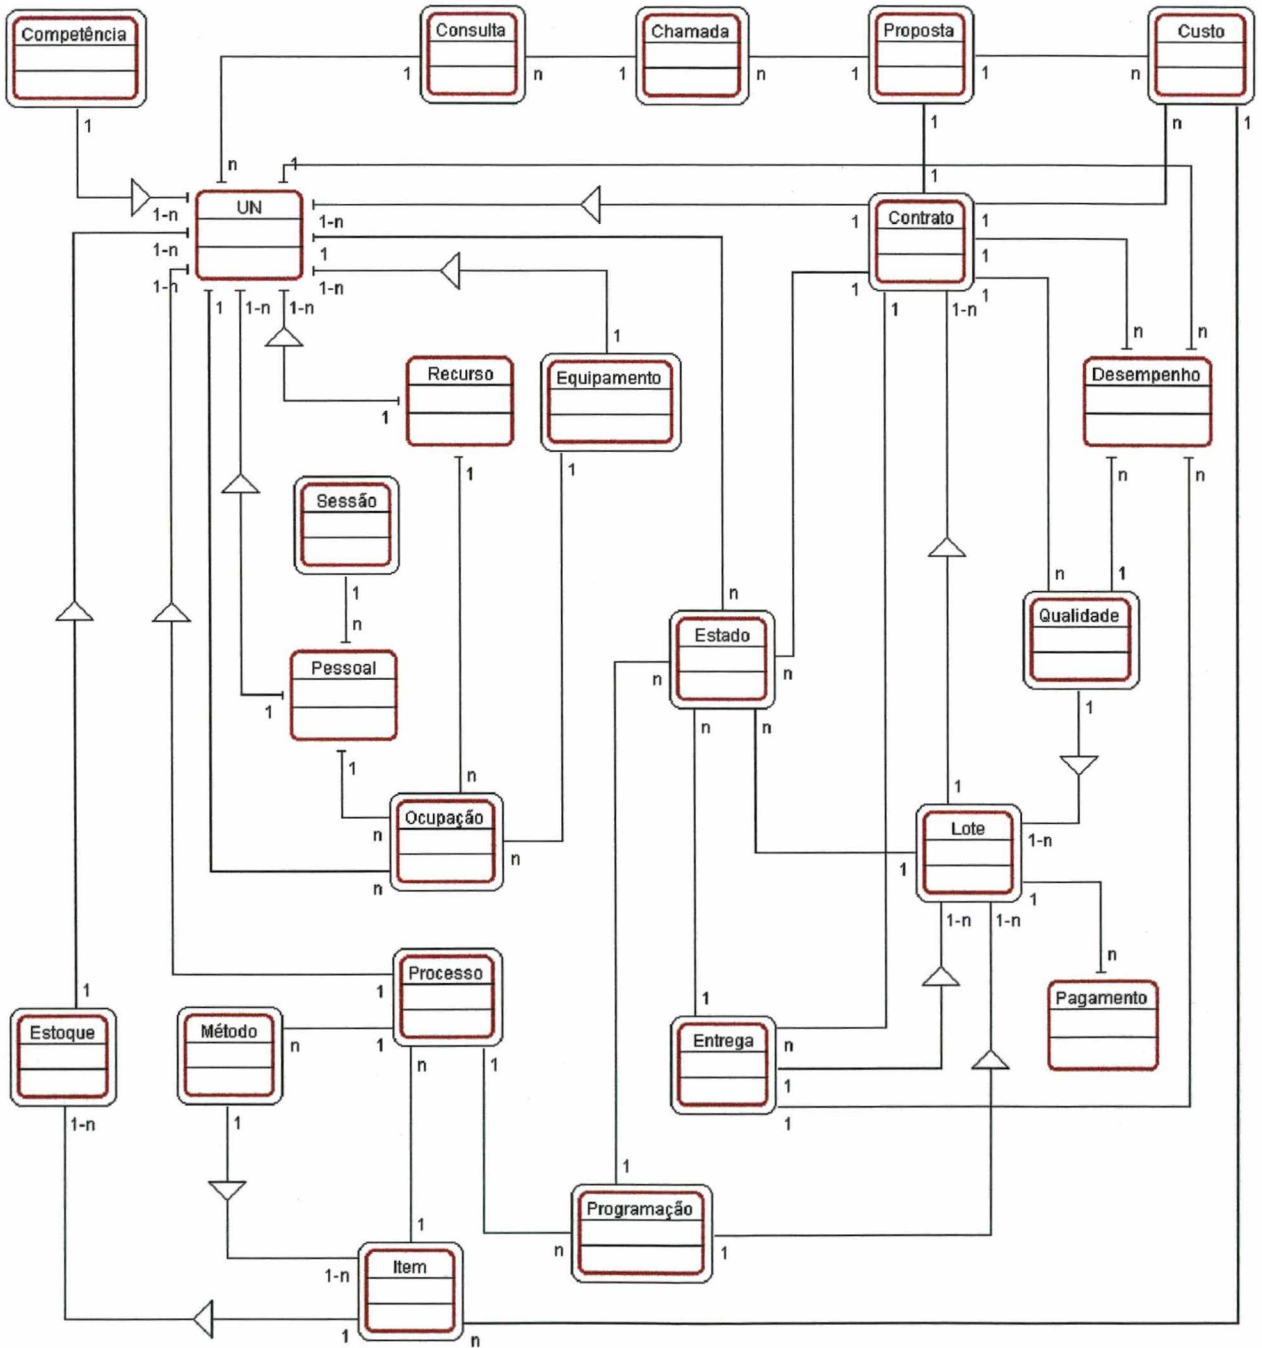 Competência
Consulta
Chamada
Proposta
Custo
1 n 1 n 1 1 n
1
1
n 1
n
1
1-n
1
UN
1-n
1-n
1-n
1
1-n
1
Contrato
1
1
1
1
1-n
1
1
1-n
1-n
1
n
n
Recurso
1
1
Equipamento
1
Desempenho
n
n
Sessão
1
n
n
n
1
Qualidade
1
Pessoal
1
1
Estado
n
n
n
n
n
Ocupação
n
n
n
1
Lote
1-n
1
1
1-n
1-n
n
Pagamento
Processo
1
1
n
1
1
Estoque
1-n
Método
n
1
1
Entrega
n
1
1
1
1
Programação
n
1
Item
1-n
1
n